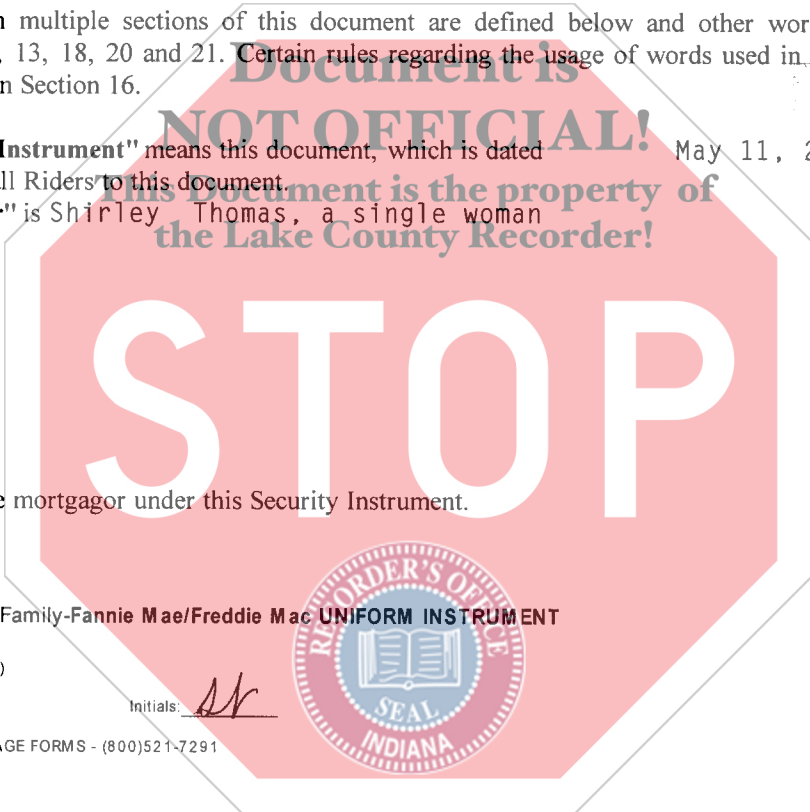 multiple sections of this document are defined below and other wor
, 13, 18, 20 and 21. Certain rules regarding the usage of words used in
n Section 16.
Document is
NOT OFFICIAL!
This Document is the property of
the Lake County Recorder!
Instrument" means this document, which is dated May 11, 2
ll Riders to this document.
" is Shirley Thomas, a single woman
STOP
e mortgagor under this Security Instrument.
RECORDER'S OFFICE
SEAL
INDIANA
Family-Fannie Mae/Freddie Mac UNIFORM INSTRUMENT
)
Initials:
AGE FORMS - (800)521-7291